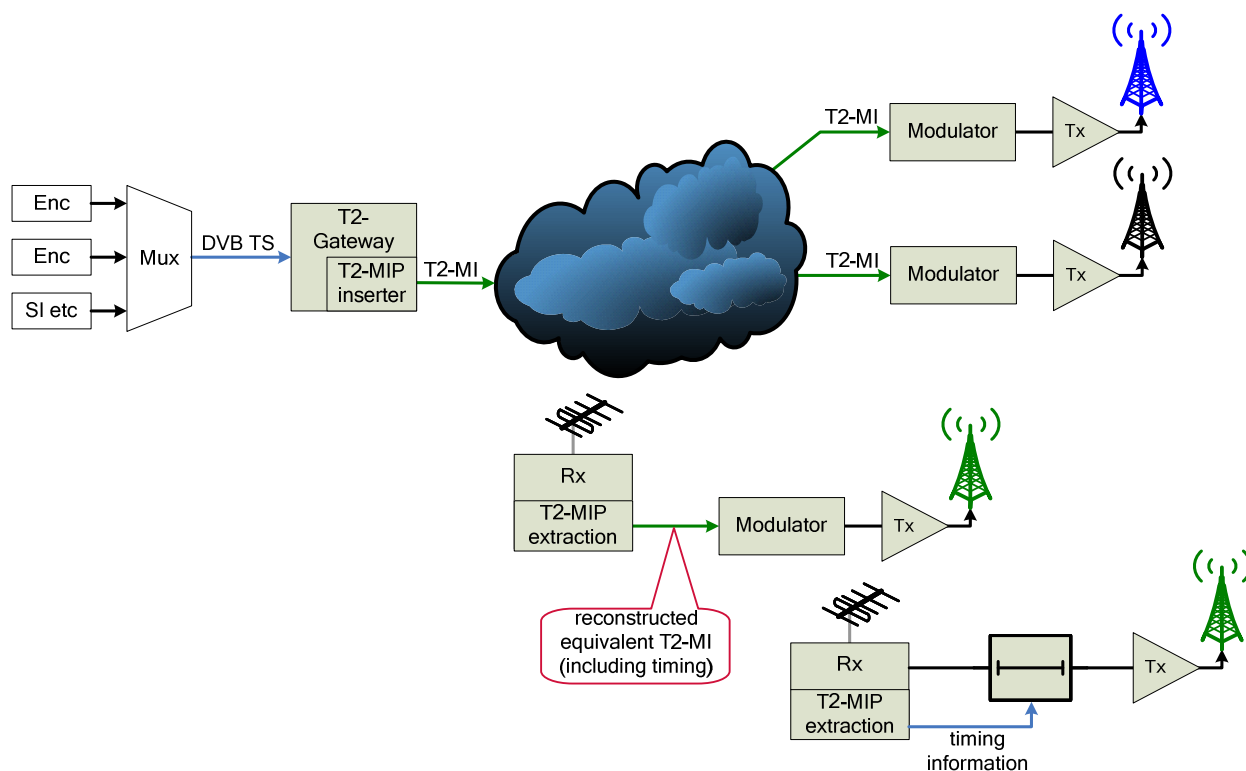 T2-MI
Modulator
Tx
Enc
Enc
SI etc
Mux
DVB TS
T2-
Gateway
T2-MIP
inserter
T2-MI
T2-MI
Modulator
Tx
Rx
T2-MIP
extraction
Modulator
Tx
reconstructed
equivalent T2-MI
(including timing)
Rx
T2-MIP
extraction
Tx
timing
information